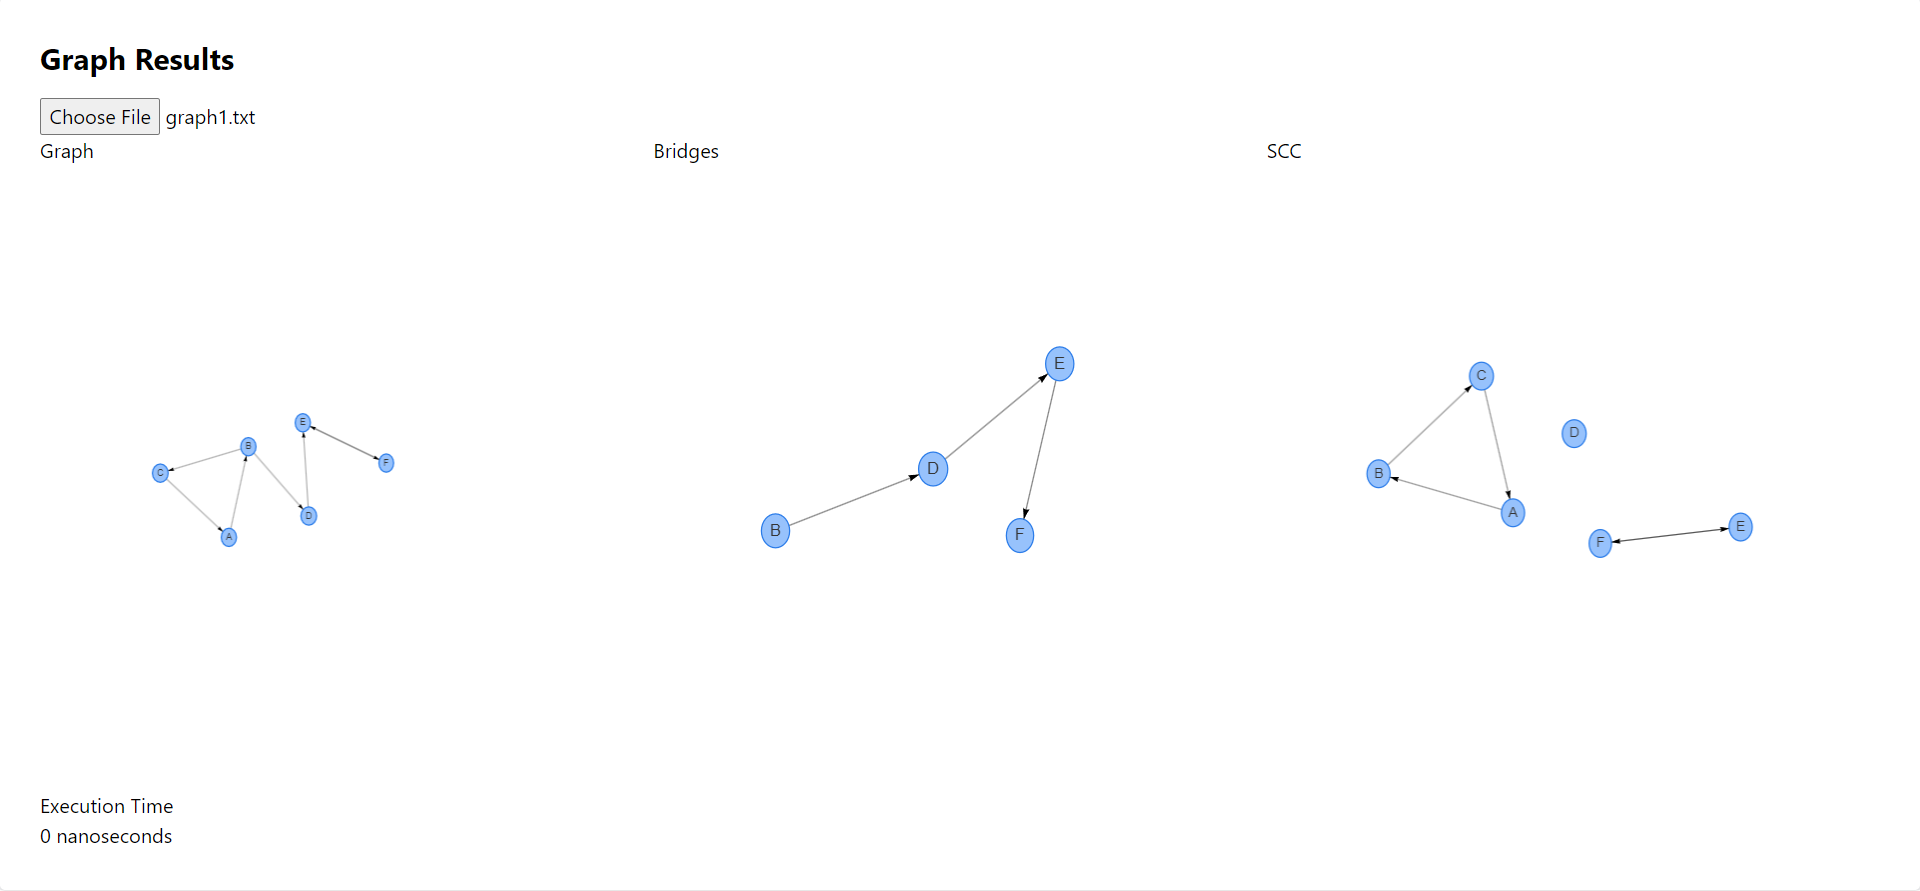 Graph Results
Choose File graph1.txt
Graph
Bridges
SCC
E
B
C
F
D
A
E
D
B
F
C
D
B
A
E
F
Execution Time
0 nanoseconds